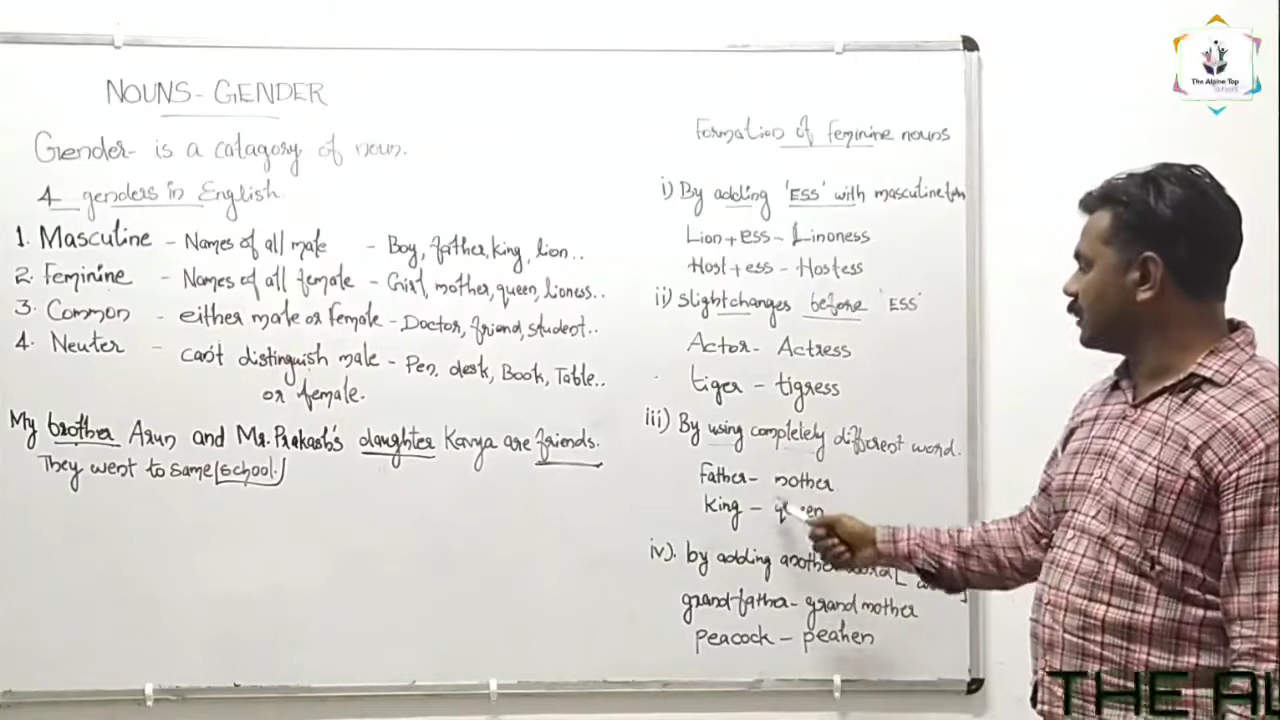 NOUNS - GENDER
Gender - is a catagory of noun.
4 genders in English
1. Masculine - Names of all male - Boy, father, king, lion..
2. Feminine - Names of all female - Girl, mother, queen, lioness..
3. Common - either male or female - Doctor, friend, student..
4. Neuter - can't distinguish male - Pen, desk, Book, Table..
or female.
My brother Arun and Mr. Prakash's daughter Kavya are friends.
They went to same [school.]
Formation of feminine nouns
i) By adding 'ESS' with masculine
Lion + ess - Linoness
Host + ess - Hostess
ii) slight changes before 'ESS'
Actor - Actress
tiger - tigress
iii) By using completely different word.
Father - mother
King - queen
iv). by adding another
grand-father - grand mother
Peacock - peahen
The Alpine Top
THE AL